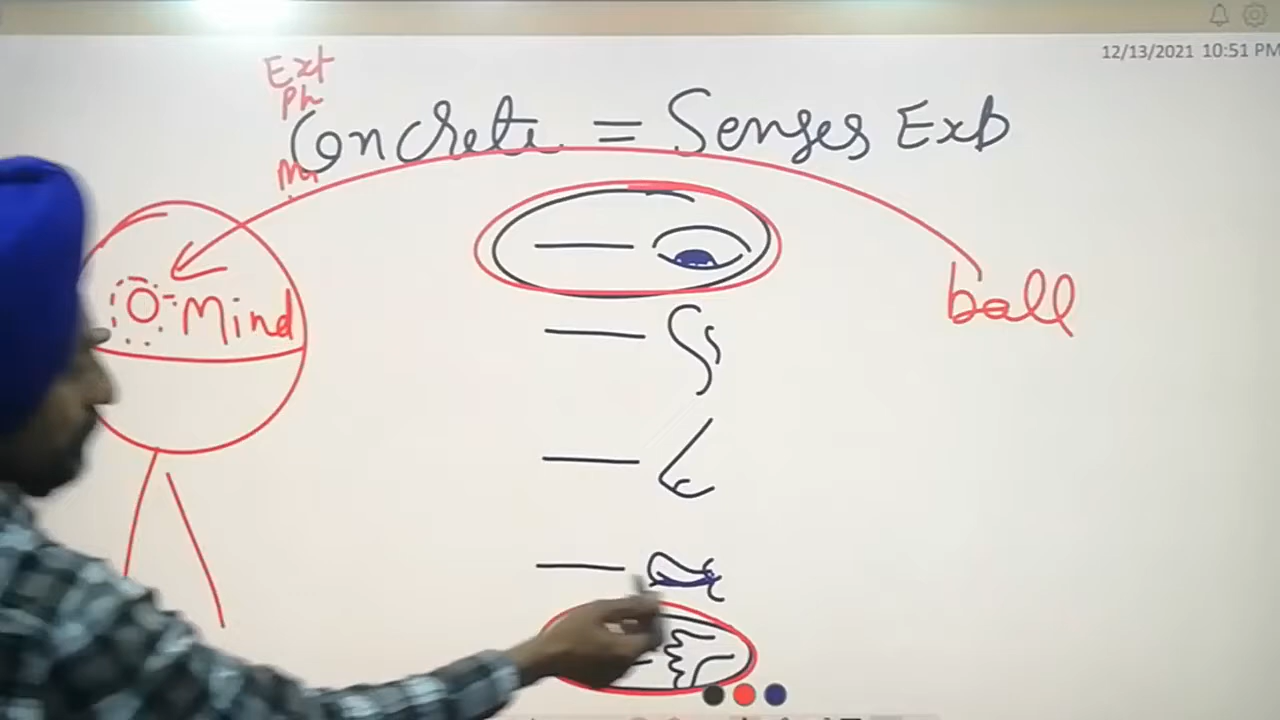 12/13/2021 10:51 PM
Ext
Ph
Concrete = Senses Exp
Mind
ball